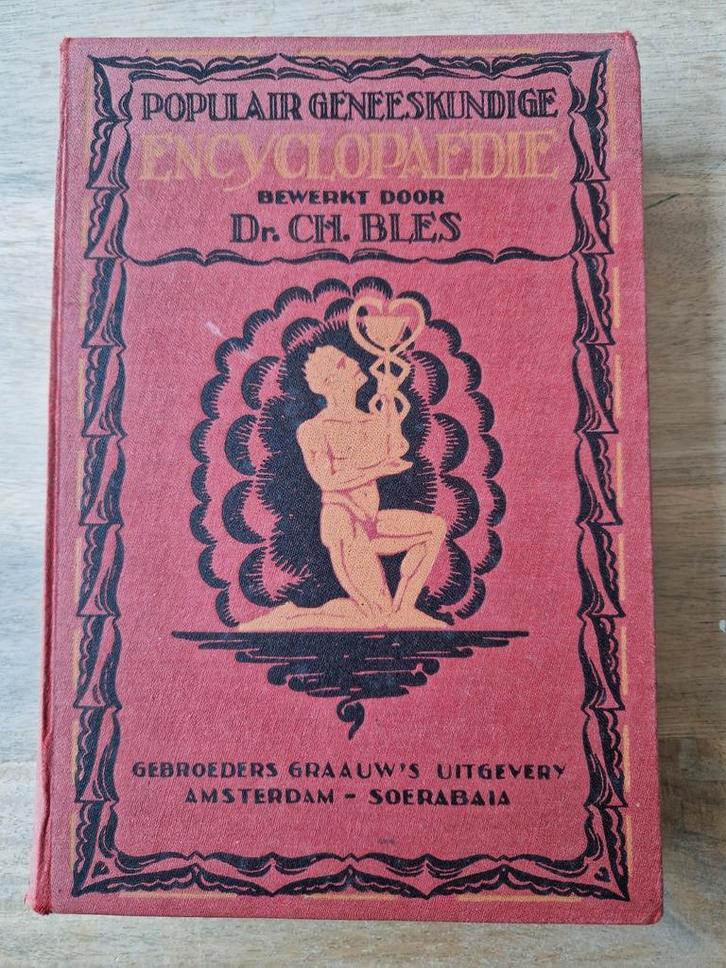 POPULAIR GENEESKUNDIGE
ENCYCLOPAEDIE
BEWERKT DOOR
Dr. CH. BLES
GEBROEDERS GRAAUW'S UITGEVERY
AMSTERDAM - SOERABAIA